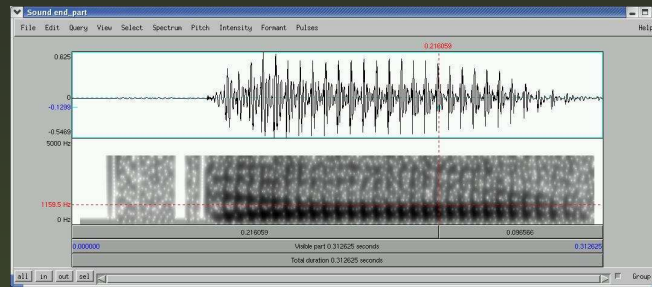 Sound end_part
File Edit Query View Select Spectrum Pitch Intensity Formant Pulses Help
0.216059
0.625
0
-0.1299
-0.5469
5000 Hz
1159.5 Hz
0 Hz
0.216059 0.096566
0.000000 Visible part 0.312625 seconds 0.312625
Total duration 0.312625 seconds
all in out sel Group